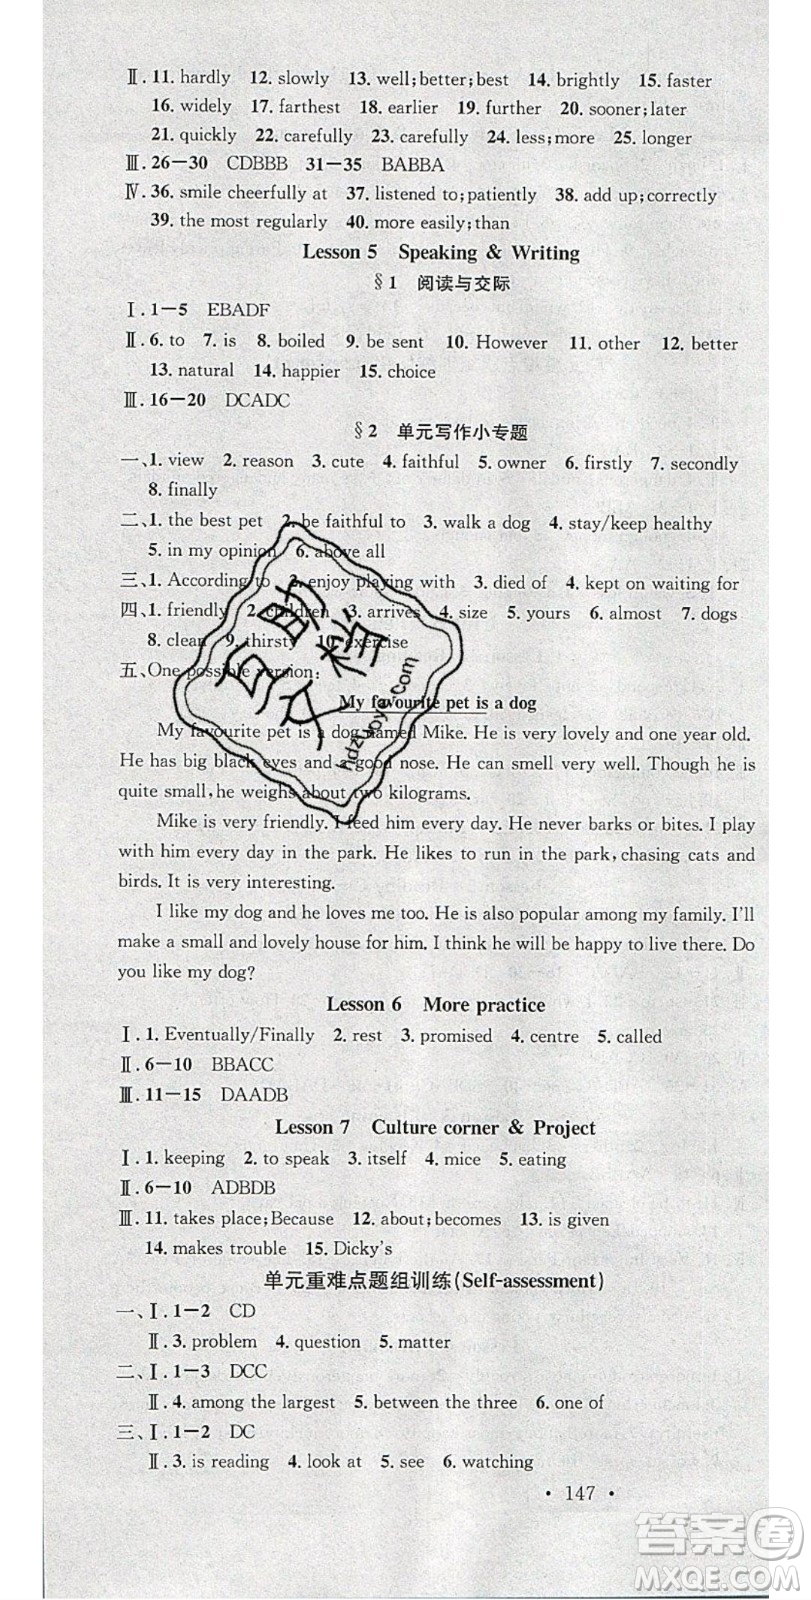 Ⅱ. 11. hardly 12. slowly 13. well;better;best 14. brightly 15. faster
16. widely 17. farthest 18. earlier 19. further 20. sooner;later
21. quickly 22. carefully 23. carefully 24. less;more 25. longer
Ⅲ. 26—30 CDBBB 31—35 BABBA
Ⅳ. 36. smile cheerfully at 37. listened to;patiently 38. add up;correctly
39. the most regularly 40. more easily;than
Lesson 5 Speaking & Writing
§1 阅读与交际
Ⅰ. 1—5 EBADF
Ⅱ. 6. to 7. is 8. boiled 9. be sent 10. However 11. other 12. better
13. natural 14. happier 15. choice
Ⅲ. 16—20 DCADC
§2 单元写作小专题
一、1. view 2. reason 3. cute 4. faithful 5. owner 6. firstly 7. secondly
8. finally
二、1. the best pet 2. be faithful to 3. walk a dog 4. stay/keep healthy
5. in my opinion 6. above all
三、1. According to 2. enjoy playing with 3. died of 4. kept on waiting for
四、1. friendly 2. children 3. arrives 4. size 5. yours 6. almost 7. dogs
8. clean 9. thirsty 10. exercise
五、One possible version:
My favourite pet is a dog
My favourite pet is a dog named Mike. He is very lovely and one year old.
He has big black eyes and a good nose. He can smell very well. Though he is
quite small, he weighs about two kilograms.
Mike is very friendly. I feed him every day. He never barks or bites. I play
with him every day in the park. He likes to run in the park, chasing cats and
birds. It is very interesting.
I like my dog and he loves me too. He is also popular among my family. I'll
make a small and lovely house for him. I think he will be happy to live there. Do
you like my dog?
Lesson 6 More practice
Ⅰ. 1. Eventually/Finally 2. rest 3. promised 4. centre 5. called
Ⅱ. 6—10 BBACC
Ⅲ. 11—15 DAADB
Lesson 7 Culture corner & Project
Ⅰ. 1. keeping 2. to speak 3. itself 4. mice 5. eating
Ⅱ. 6—10 ADBDB
Ⅲ. 11. takes place;Because 12. about;becomes 13. is given
14. makes trouble 15. Dicky's
单元重难点题组训练(Self-assessment)
一、Ⅰ. 1—2 CD
Ⅱ. 3. problem 4. question 5. matter
二、Ⅰ. 1—3 DCC
Ⅱ. 4. among the largest 5. between the three 6. one of
三、Ⅰ. 1—2 DC
Ⅱ. 3. is reading 4. look at 5. see 6. watching
• 147 •
答案圈
MXQE.COM